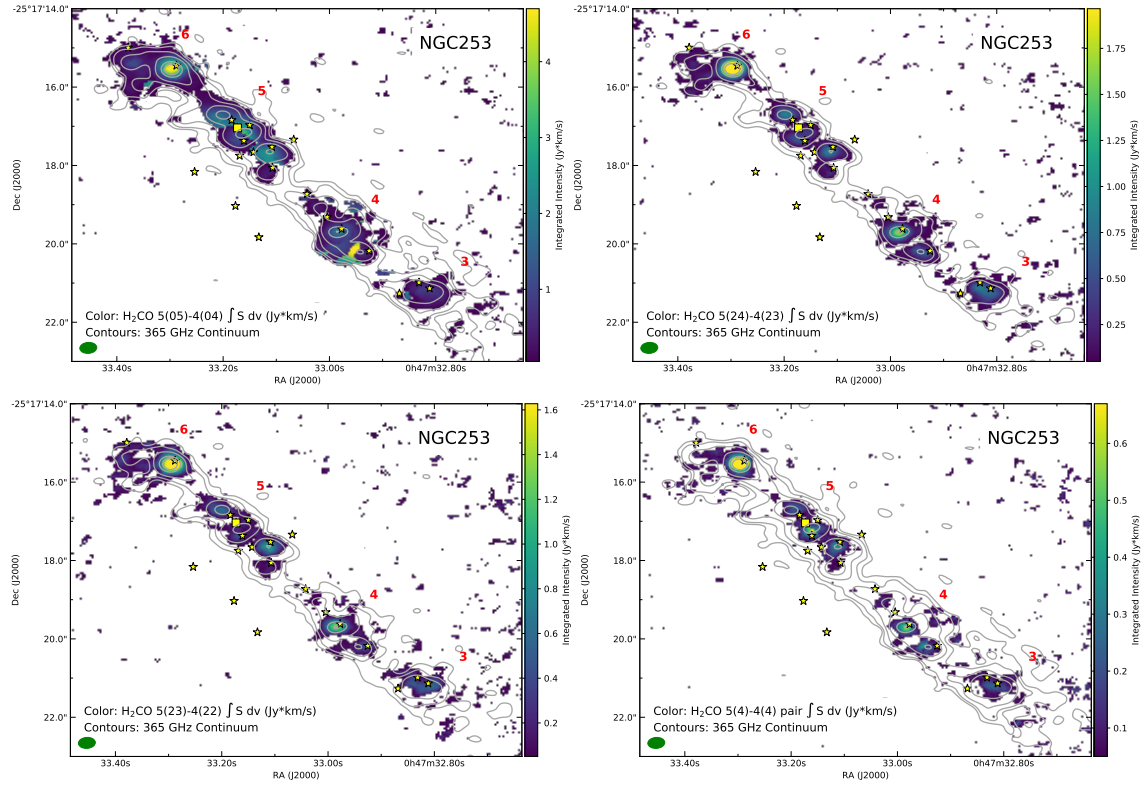 -25°17'14.0"
16.0"
18.0"
20.0"
22.0"
Dec (J2000)
6
5
4
3
NGC253
Color: H₂CO 5(05)-4(04) ∫ S dv (Jy*km/s)
Contours: 365 GHz Continuum
33.40s
33.20s
33.00s
0h47m32.80s
RA (J2000)
4
3
2
1
Integrated Intensity (Jy*km/s)
-25°17'14.0"
16.0"
18.0"
20.0"
22.0"
Dec (J2000)
6
5
4
3
NGC253
Color: H₂CO 5(24)-4(23) ∫ S dv (Jy*km/s)
Contours: 365 GHz Continuum
33.40s
33.20s
33.00s
0h47m32.80s
RA (J2000)
1.75
1.50
1.25
1.00
0.75
0.50
0.25
Integrated Intensity (Jy*km/s)
-25°17'14.0"
16.0"
18.0"
20.0"
22.0"
Dec (J2000)
6
5
4
3
NGC253
Color: H₂CO 5(23)-4(22) ∫ S dv (Jy*km/s)
Contours: 365 GHz Continuum
33.40s
33.20s
33.00s
0h47m32.80s
RA (J2000)
1.6
1.4
1.2
1.0
0.8
0.6
0.4
0.2
Integrated Intensity (Jy*km/s)
-25°17'14.0"
16.0"
18.0"
20.0"
22.0"
Dec (J2000)
6
5
4
3
NGC253
Color: H₂CO 5(4)-4(4) pair ∫ S dv (Jy*km/s)
Contours: 365 GHz Continuum
33.40s
33.20s
33.00s
0h47m32.80s
RA (J2000)
0.6
0.5
0.4
0.3
0.2
0.1
Integrated Intensity (Jy*km/s)